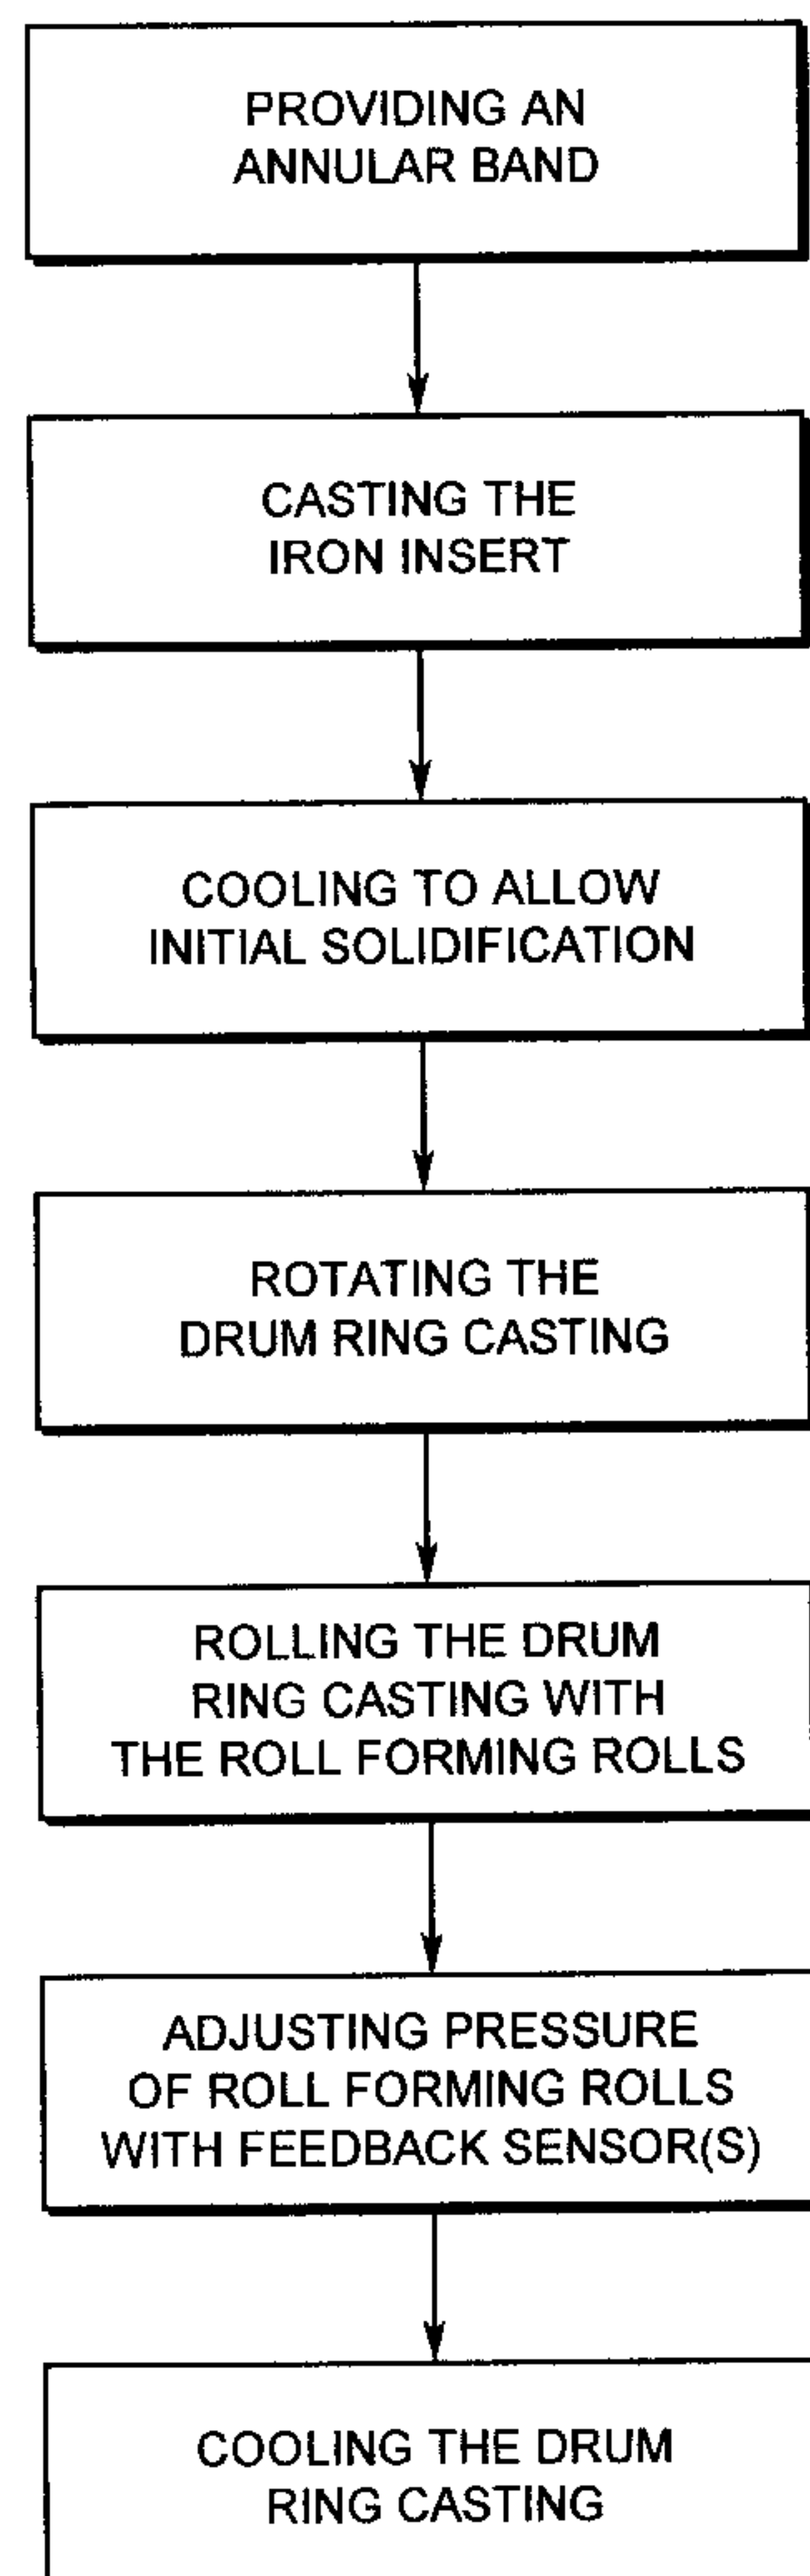 PROVIDING AN
ANNULAR BAND
CASTING THE
IRON INSERT
COOLING TO ALLOW
INITIAL SOLIDIFICATION
ROTATING THE
DRUM RING CASTING
ROLLING THE DRUM
RING CASTING WITH
THE ROLL FORMING ROLLS
ADJUSTING PRESSURE
OF ROLL FORMING ROLLS
WITH FEEDBACK SENSOR(S)
COOLING THE DRUM
RING CASTING